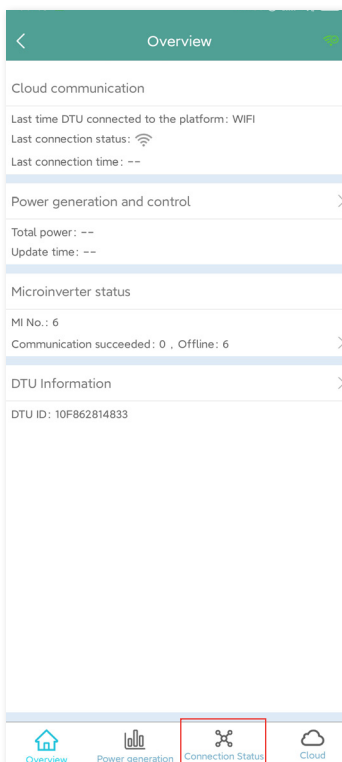 Overview
Cloud communication
Last time DTU connected to the platform: WIFI
Last connection status:
Last connection time: --
Power generation and control
Total power: --
Update time: --
Microinverter status
MI No.: 6
Communication succeeded: 0 , Offline: 6
DTU Information
DTU ID: 10F862814833
Overview Power generation Connection Status Cloud